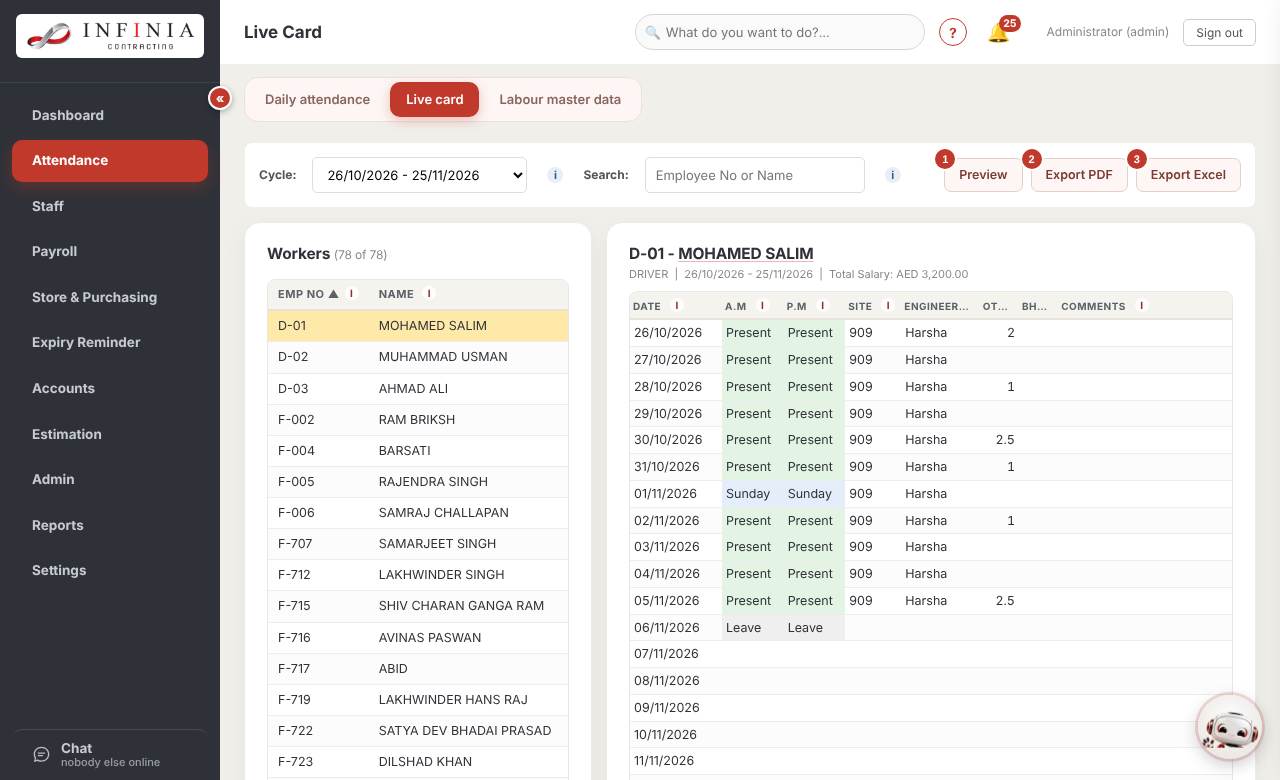 INFINIA
CONTRACTING
Live Card
What do you want to do?...
?
25
Administrator (admin)
Sign out
«
Dashboard
Attendance
Staff
Payroll
Store & Purchasing
Expiry Reminder
Accounts
Estimation
Admin
Reports
Settings
Chat
nobody else online
Daily attendance
Live card
Labour master data
Cycle:
26/10/2026 - 25/11/2026
i
Search:
Employee No or Name
i
1
Preview
2
Export PDF
3
Export Excel
Workers (78 of 78)
EMP NO ▲ I NAME I
D-01 MOHAMED SALIM
D-02 MUHAMMAD USMAN
D-03 AHMAD ALI
F-002 RAM BRIKSH
F-004 BARSATI
F-005 RAJENDRA SINGH
F-006 SAMRAJ CHALLAPAN
F-707 SAMARJEET SINGH
F-712 LAKHWINDER SINGH
F-715 SHIV CHARAN GANGA RAM
F-716 AVINAS PASWAN
F-717 ABID
F-719 LAKHWINDER HANS RAJ
F-722 SATYA DEV BHADAI PRASAD
F-723 DILSHAD KHAN
D-01 - MOHAMED SALIM
DRIVER | 26/10/2026 - 25/11/2026 | Total Salary: AED 3,200.00
DATE I A.M I P.M I SITE I ENGINEER... OT... BH... COMMENTS I
26/10/2026 Present Present 909 Harsha 2
27/10/2026 Present Present 909 Harsha
28/10/2026 Present Present 909 Harsha 1
29/10/2026 Present Present 909 Harsha
30/10/2026 Present Present 909 Harsha 2.5
31/10/2026 Present Present 909 Harsha 1
01/11/2026 Sunday Sunday 909 Harsha
02/11/2026 Present Present 909 Harsha 1
03/11/2026 Present Present 909 Harsha
04/11/2026 Present Present 909 Harsha
05/11/2026 Present Present 909 Harsha 2.5
06/11/2026 Leave Leave
07/11/2026
08/11/2026
09/11/2026
10/11/2026
11/11/2026